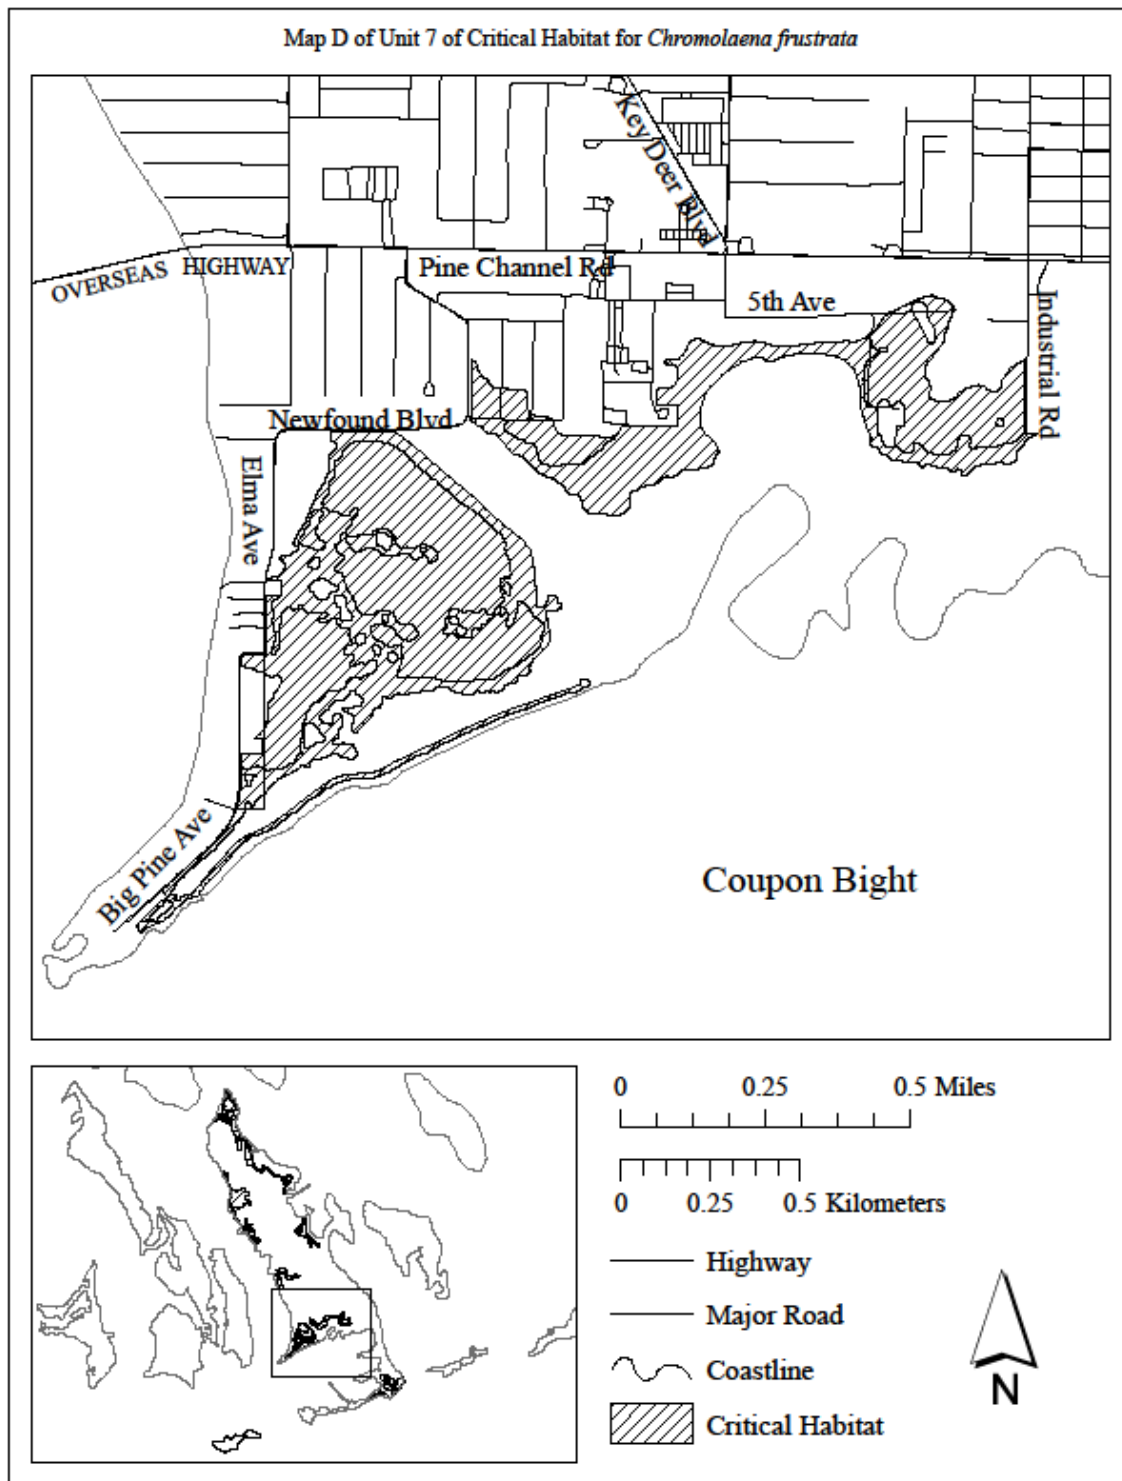 Map D of Unit 7 of Critical Habitat for Chromolaena frustrata
Key Deer Blvd
OVERSEAS HIGHWAY
Pine Channel Rd
5th Ave
Industrial Rd
Newfound Blvd
Elma Ave
Big Pine Ave
Coupon Bight
0 0.25 0.5 Miles
0 0.25 0.5 Kilometers
Highway
Major Road
Coastline
Critical Habitat
N